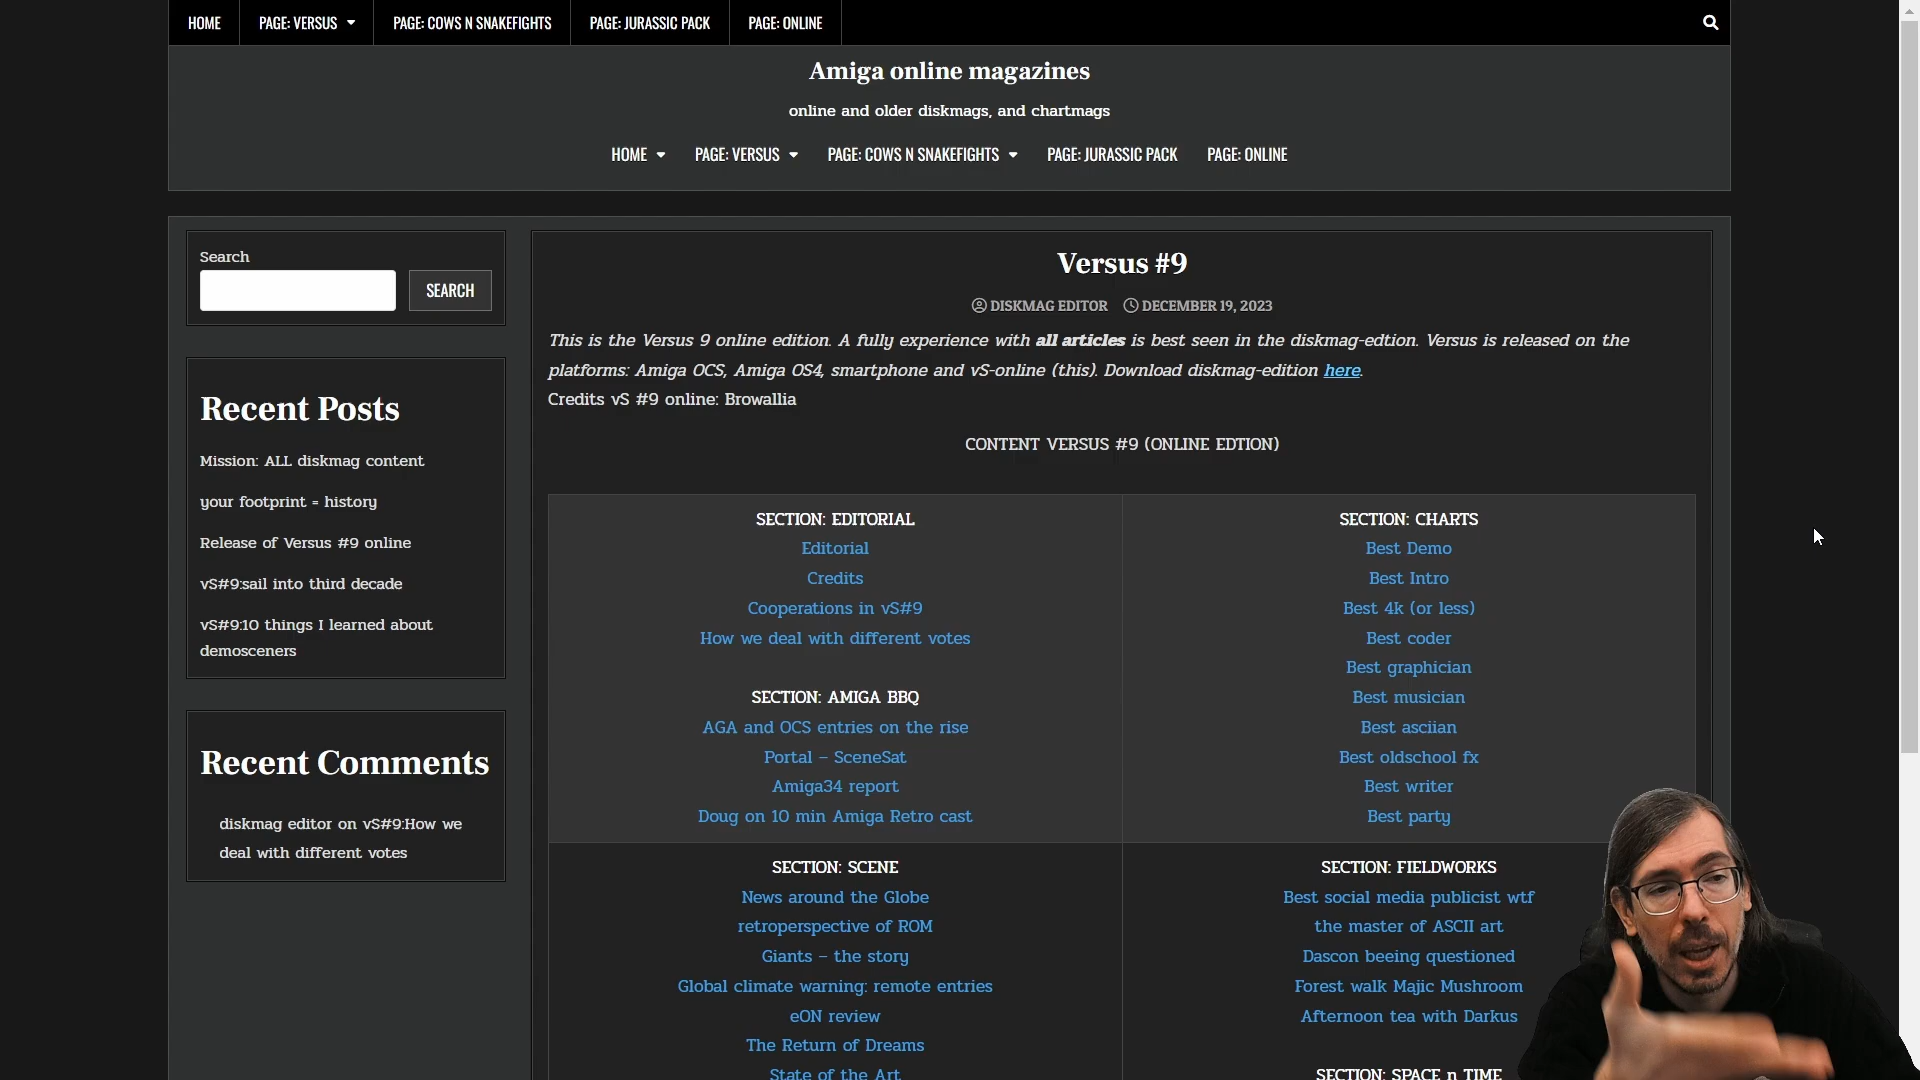 HOME PAGE: VERSUS PAGE: COWS N SNAKEFIGHTS PAGE: JURASSIC PACK PAGE: ONLINE
Amiga online magazines
online and older diskmags, and chartmags
HOME PAGE: VERSUS PAGE: COWS N SNAKEFIGHTS PAGE: JURASSIC PACK PAGE: ONLINE
Search
SEARCH
Recent Posts
Mission: ALL diskmag content
your footprint = history
Release of Versus #9 online
vS#9:sail into third decade
vS#9:10 things I learned about
demosceners
Recent Comments
diskmag editor on vS#9:How we
deal with different votes
Versus #9
DISKMAG EDITOR DECEMBER 19, 2023
This is the Versus 9 online edition. A fully experience with all articles is best seen in the diskmag-edtion. Versus is released on the
platforms: Amiga OCS, Amiga OS4, smartphone and vS-online (this). Download diskmag-edition here.
Credits vS #9 online: Browallia
CONTENT VERSUS #9 (ONLINE EDTION)
SECTION: EDITORIAL
Editorial
Credits
Cooperations in vS#9
How we deal with different votes
SECTION: AMIGA BBQ
AGA and OCS entries on the rise
Portal – SceneSat
Amiga34 report
Doug on 10 min Amiga Retro cast
SECTION: CHARTS
Best Demo
Best Intro
Best 4k (or less)
Best coder
Best graphician
Best musician
Best asciian
Best oldschool fx
Best writer
Best party
SECTION: SCENE
News around the Globe
retroperspective of ROM
Giants – the story
Global climate warning: remote entries
eON review
The Return of Dreams
State of the Art
SECTION: FIELDWORKS
Best social media publicist wtf
the master of ASCII art
Dascon beeing questioned
Forest walk Majic Mushroom
Afternoon tea with Darkus
SECTION: SPACE n TIME